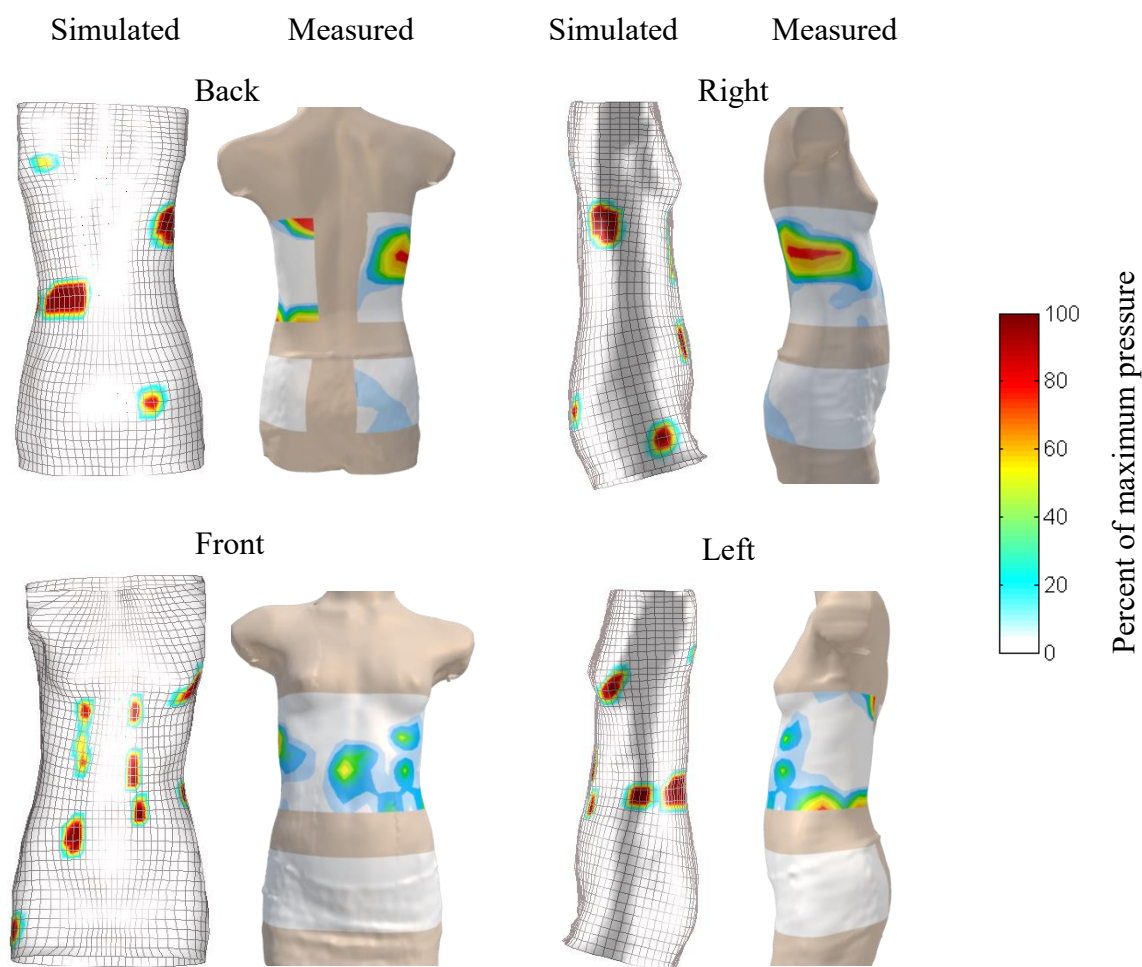 Simulated Measured Simulated Measured
Back Right
100
80
60
40
20
0
Percent of maximum pressure
Front Left